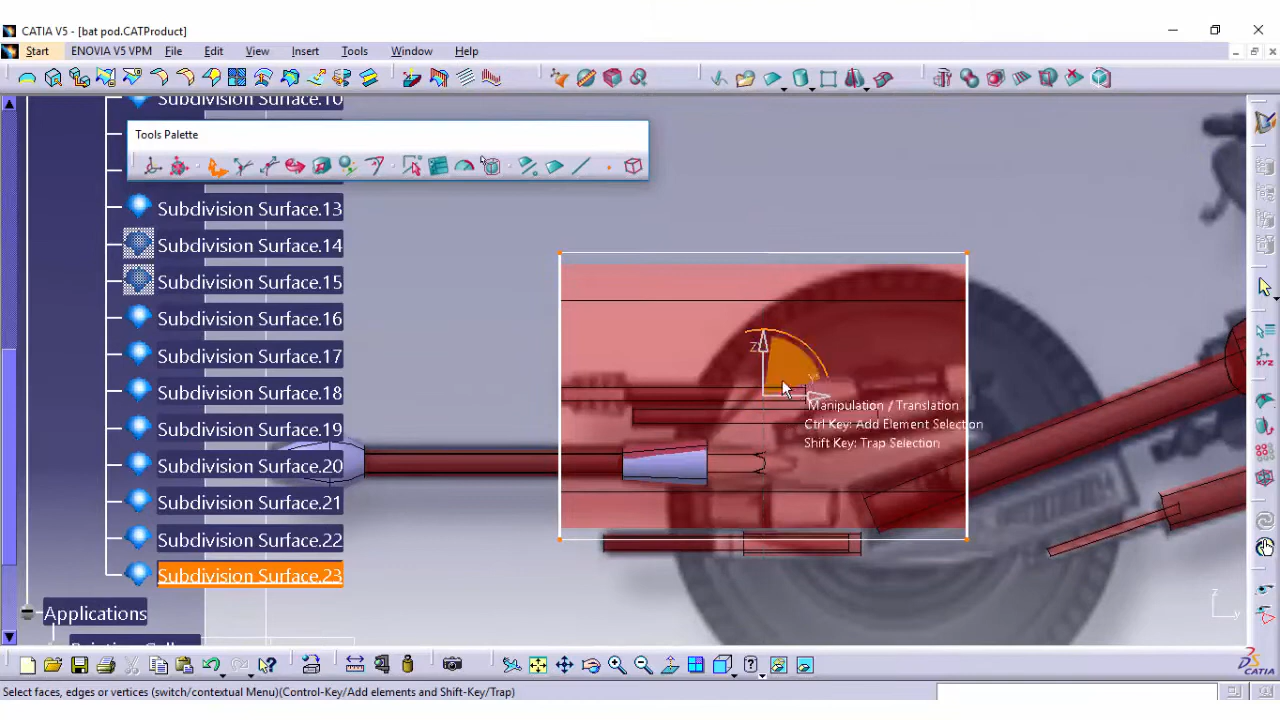 CATIA V5 - [bat pod.CATProduct]
Start ENOVIA V5 VPM File Edit View Insert Tools Window Help
Subdivision Surface.10
Tools Palette
Subdivision Surface.13
Subdivision Surface.14
Subdivision Surface.15
Subdivision Surface.16
Subdivision Surface.17
Subdivision Surface.18
Subdivision Surface.19
Subdivision Surface.20
Subdivision Surface.21
Subdivision Surface.22
Subdivision Surface.23
Applications
Z
Manipulation / Translation
Ctrl Key: Add Element Selection
Shift Key: Trap Selection
z
y
CATIA
Select faces, edges or vertices (switch/contextual Menu)(Control-Key/Add elements and Shift-Key/Trap)